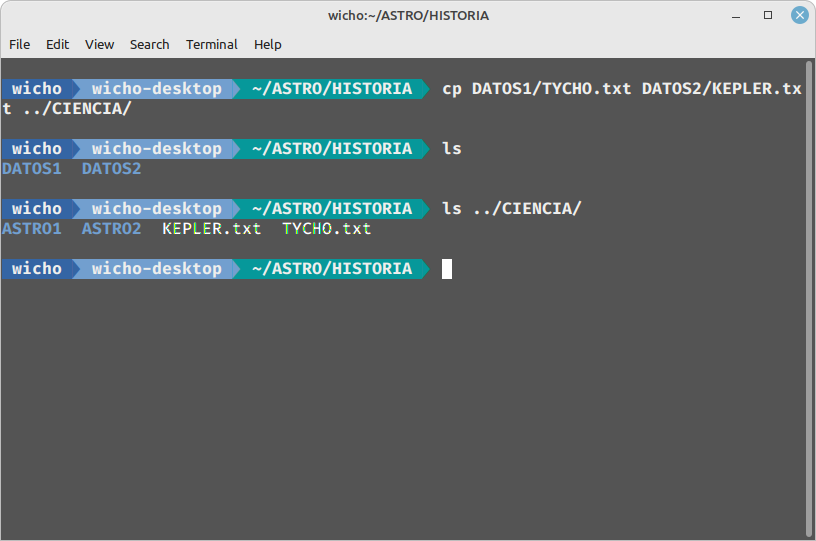 wicho:~/ASTRO/HISTORIA
File Edit View Search Terminal Help
wicho wicho-desktop ~/ASTRO/HISTORIA cp DATOS1/TYCHO.txt DATOS2/KEPLER.tx
t ../CIENCIA/
wicho wicho-desktop ~/ASTRO/HISTORIA ls
DATOS1 DATOS2
wicho wicho-desktop ~/ASTRO/HISTORIA ls ../CIENCIA/
ASTRO1 ASTRO2 KEPLER.txt TYCHO.txt
wicho wicho-desktop ~/ASTRO/HISTORIA